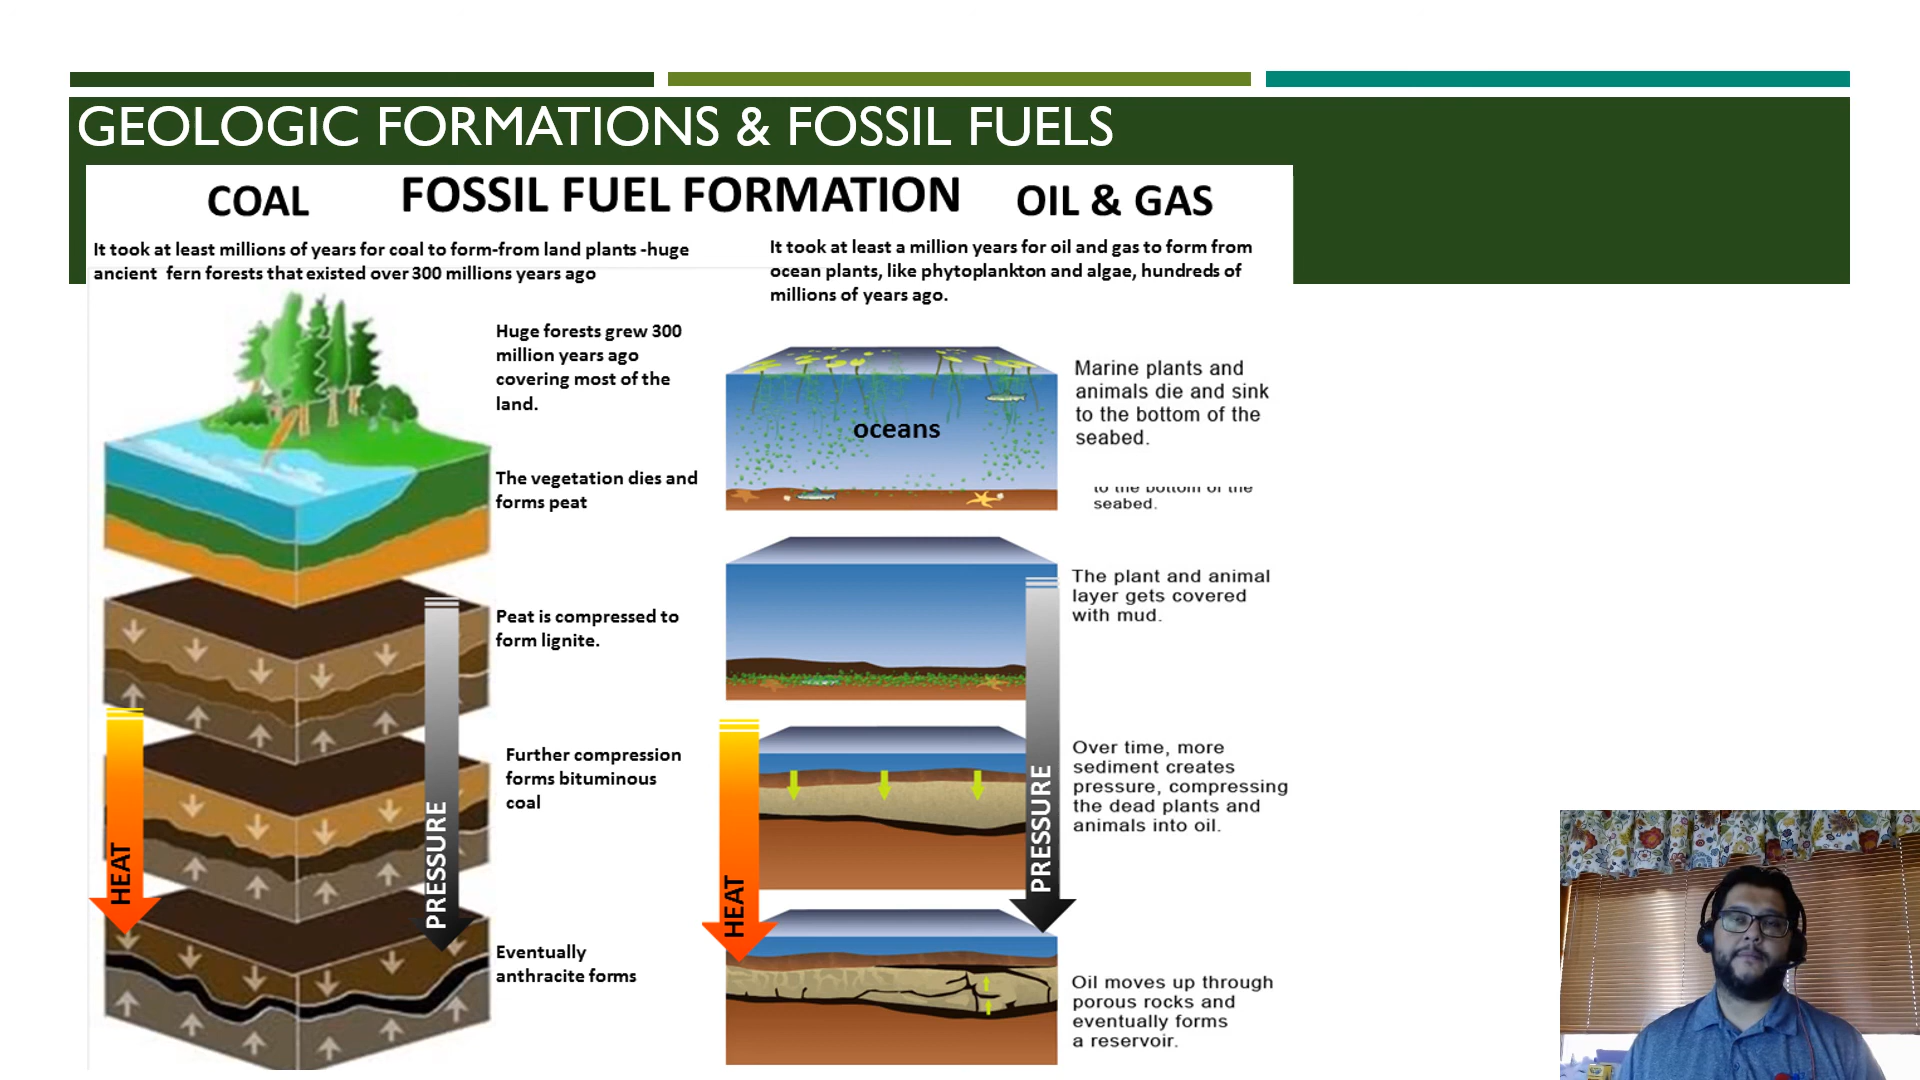 GEOLOGIC FORMATIONS & FOSSIL FUELS
COAL
FOSSIL FUEL FORMATION
OIL & GAS
It took at least millions of years for coal to form-from land plants -huge
ancient fern forests that existed over 300 millions years ago
It took at least a million years for oil and gas to form from
ocean plants, like phytoplankton and algae, hundreds of
millions of years ago.
Huge forests grew 300
million years ago
covering most of the
land.
The vegetation dies and
forms peat
Peat is compressed to
form lignite.
Further compression
forms bituminous
coal
Eventually
anthracite forms
HEAT
PRESSURE
oceans
Marine plants and
animals die and sink
to the bottom of the
seabed.
to the bottom of the
seabed.
The plant and animal
layer gets covered
with mud.
Over time, more
sediment creates
pressure, compressing
the dead plants and
animals into oil.
Oil moves up through
porous rocks and
eventually forms
a reservoir.
HEAT
PRESSURE